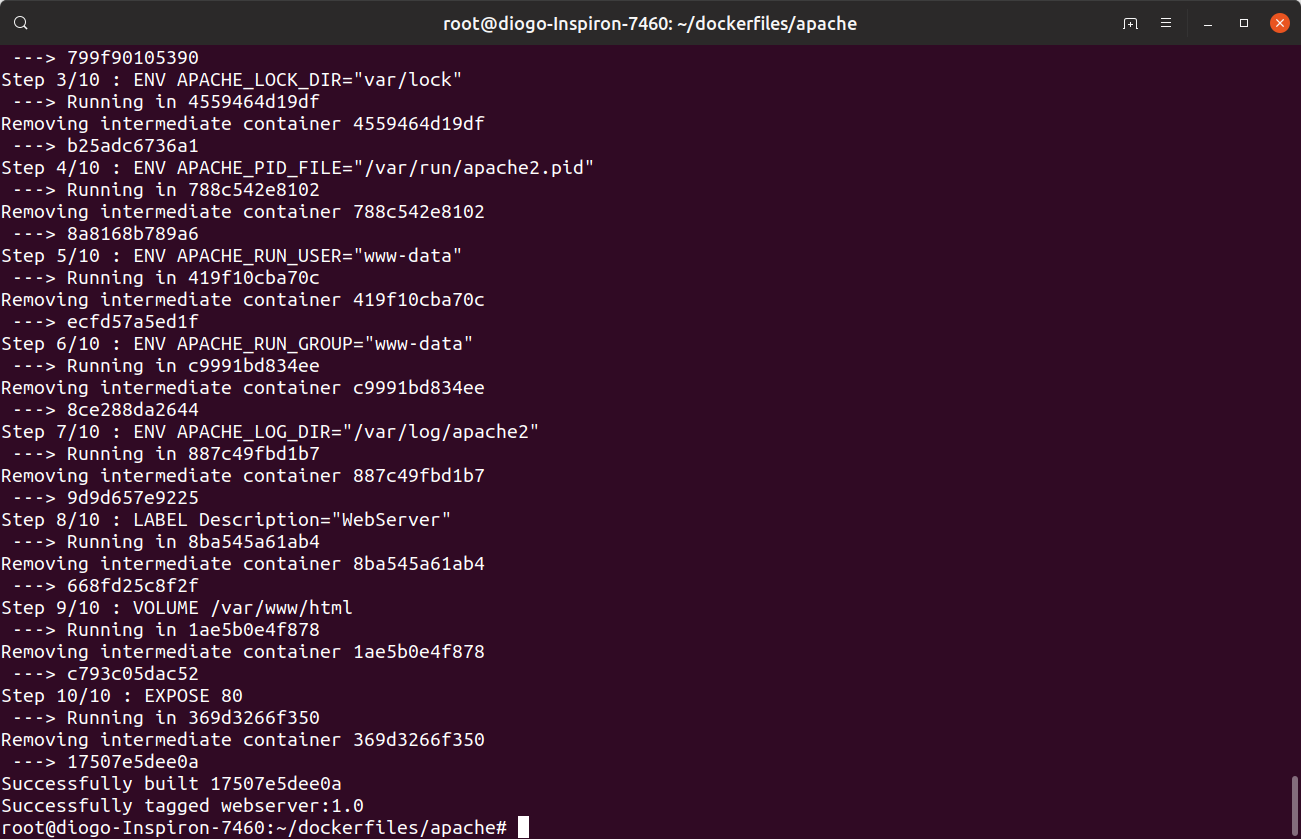 root@diogo-Inspiron-7460: ~/dockerfiles/apache
---> 799f90105390
Step 3/10 : ENV APACHE_LOCK_DIR="var/lock"
---> Running in 4559464d19df
Removing intermediate container 4559464d19df
---> b25adc6736a1
Step 4/10 : ENV APACHE_PID_FILE="/var/run/apache2.pid"
---> Running in 788c542e8102
Removing intermediate container 788c542e8102
---> 8a8168b789a6
Step 5/10 : ENV APACHE_RUN_USER="www-data"
---> Running in 419f10cba70c
Removing intermediate container 419f10cba70c
---> ecfd57a5ed1f
Step 6/10 : ENV APACHE_RUN_GROUP="www-data"
---> Running in c9991bd834ee
Removing intermediate container c9991bd834ee
---> 8ce288da2644
Step 7/10 : ENV APACHE_LOG_DIR="/var/log/apache2"
---> Running in 887c49fbd1b7
Removing intermediate container 887c49fbd1b7
---> 9d9d657e9225
Step 8/10 : LABEL Description="WebServer"
---> Running in 8ba545a61ab4
Removing intermediate container 8ba545a61ab4
---> 668fd25c8f2f
Step 9/10 : VOLUME /var/www/html
---> Running in 1ae5b0e4f878
Removing intermediate container 1ae5b0e4f878
---> c793c05dac52
Step 10/10 : EXPOSE 80
---> Running in 369d3266f350
Removing intermediate container 369d3266f350
---> 17507e5dee0a
Successfully built 17507e5dee0a
Successfully tagged webserver:1.0
root@diogo-Inspiron-7460:~/dockerfiles/apache#